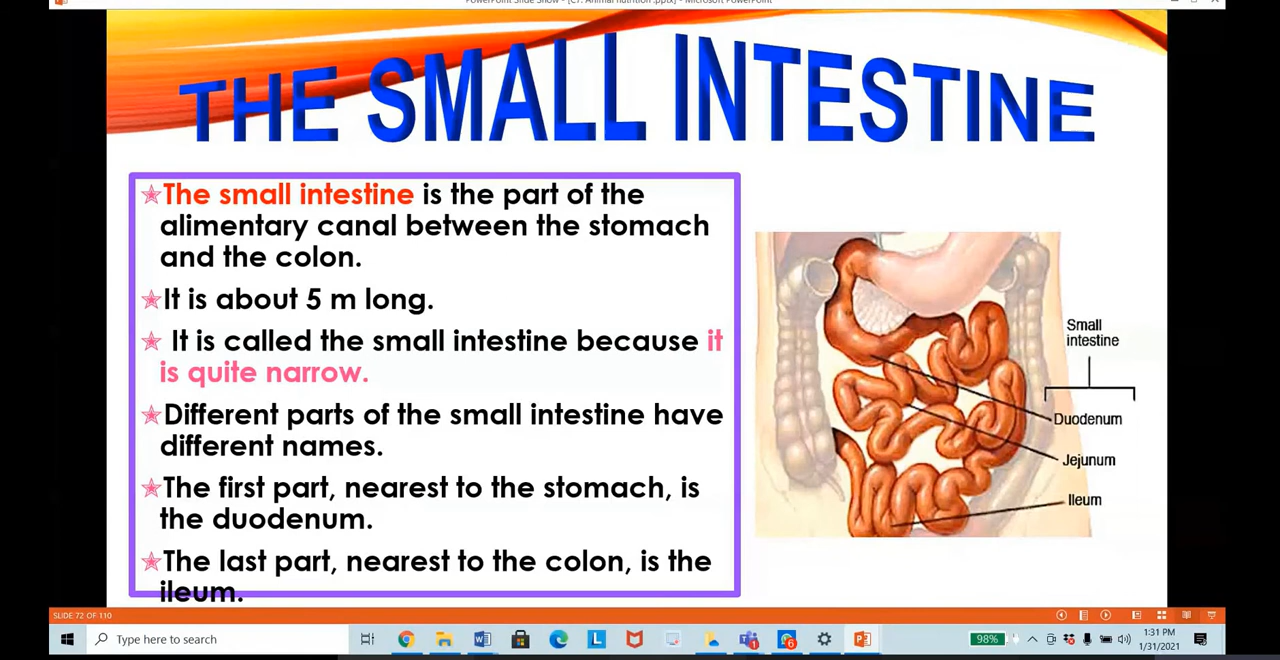 PowerPoint Slide Show - [C7. Animal nutrition .pptx] - Microsoft PowerPoint
THE SMALL INTESTINE
The small intestine is the part of the
alimentary canal between the stomach
and the colon.
It is about 5 m long.
It is called the small intestine because it
is quite narrow.
Different parts of the small intestine have
different names.
The first part, nearest to the stomach, is
the duodenum.
The last part, nearest to the colon, is the
ileum.
Small
intestine
Duodenum
Jejunum
Ileum
SLIDE 72 OF 110
Type here to search
98%
1:31 PM
1/31/2021